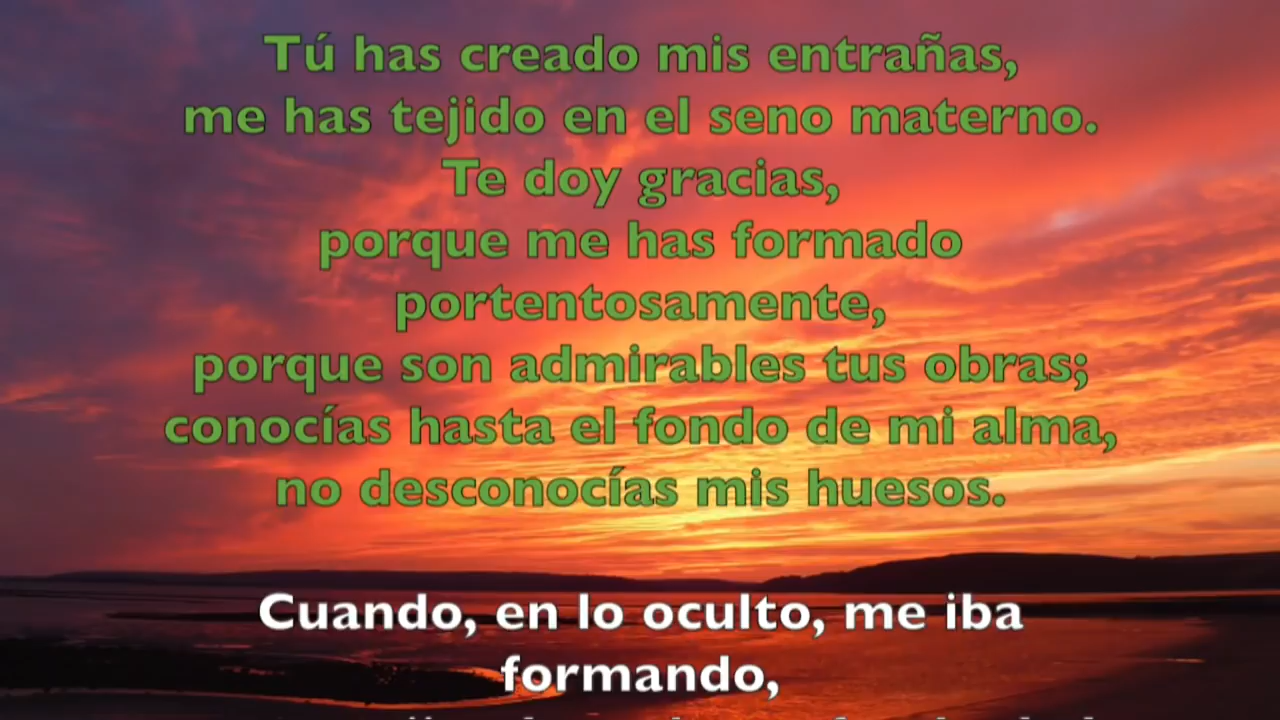 Tú has creado mis entrañas,
me has tejido en el seno materno.
Te doy gracias,
porque me has formado
portentosamente,
porque son admirables tus obras;
conocías hasta el fondo de mi alma,
no desconocías mis huesos.
Cuando, en lo oculto, me iba
formando,